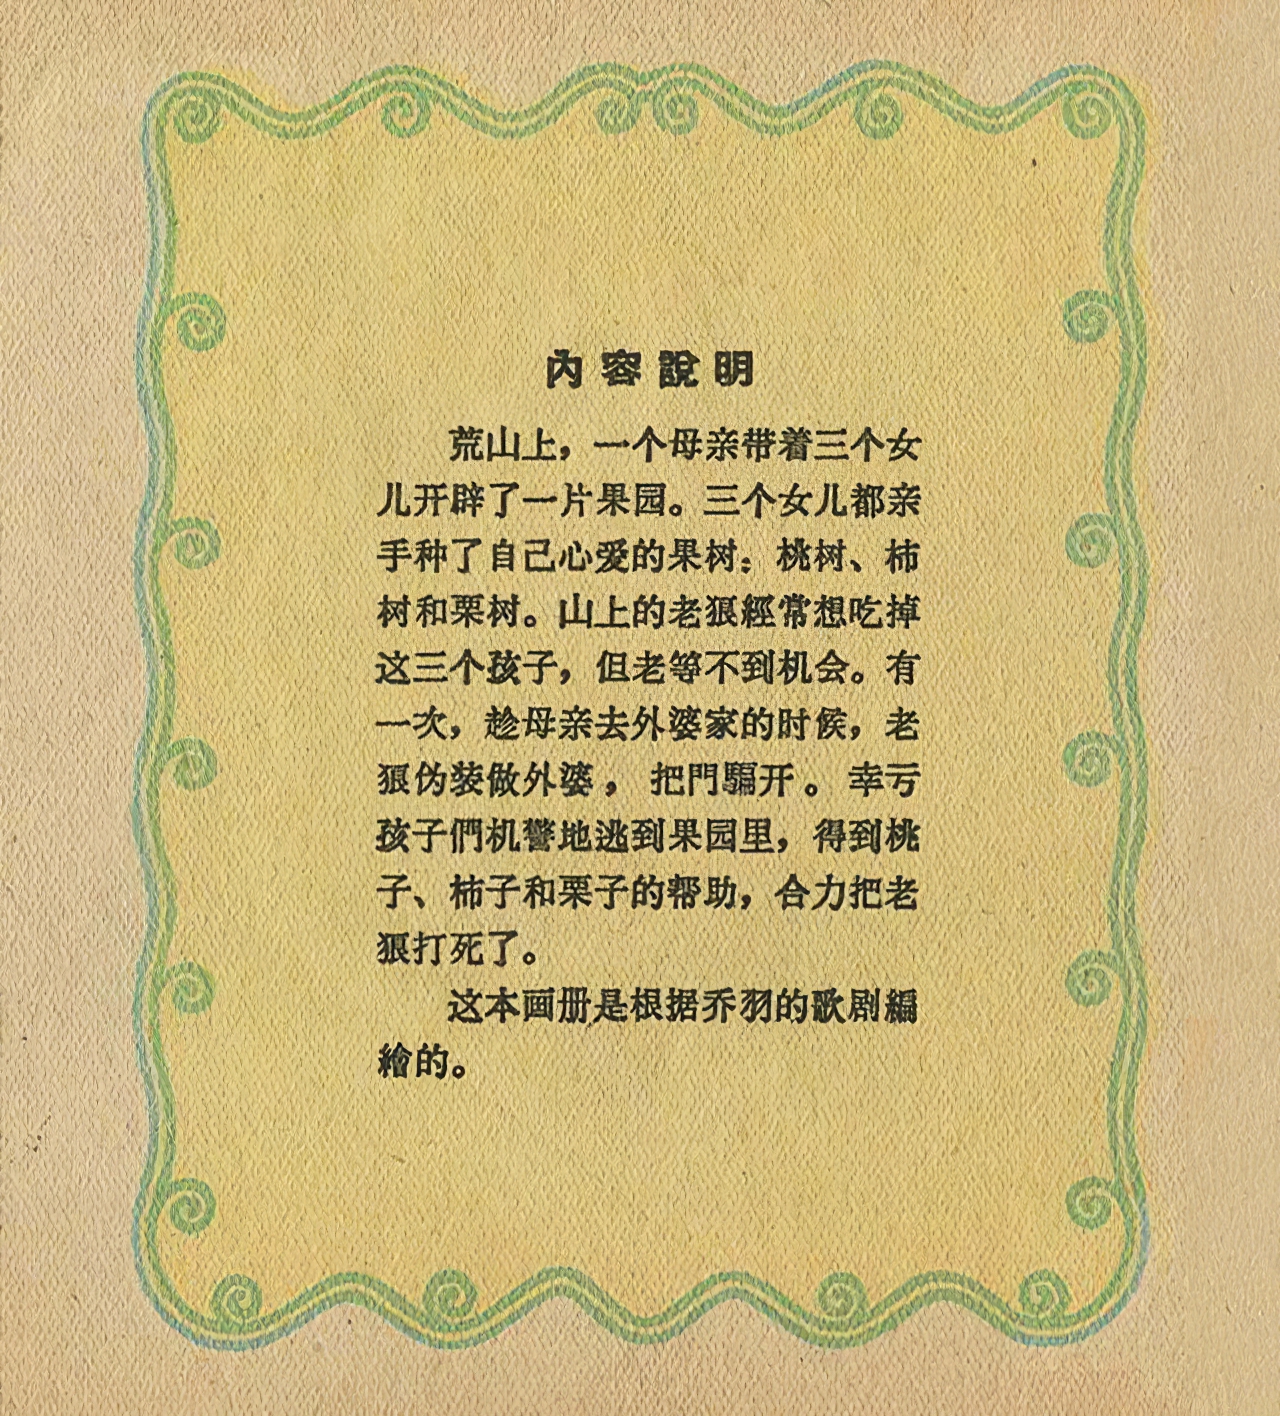 內容說明
荒山上，一个母亲带着三个女
儿开辟了一片果园。三个女儿都亲
手种了自己心爱的果树：桃树、柿
树和栗树。山上的老狠經常想吃掉
这三个孩子，但老等不到机会。有
一次，趁母亲去外婆家的时候，老
狠伪装做外婆，把門騙开。幸亏
孩子們机警地逃到果园里，得到桃
子、柿子和栗子的帮助，合力把老
狠打死了。
这本画册是根据乔羽的歌剧編
繪的。